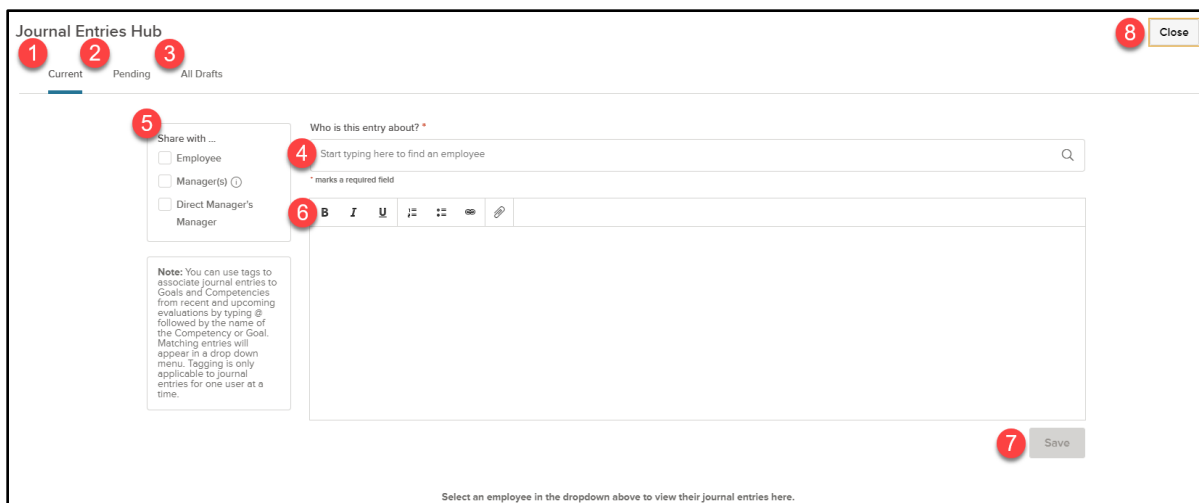 Journal Entries Hub
8 Close
1 2 3
Current Pending All Drafts
5
Share with ...
Employee
Manager(s)
Direct Manager's
Manager
Who is this entry about? *
4 Start typing here to find an employee
* marks a required field
6 B I U
Note: You can use tags to
associate journal entries to
Goals and Competencies
from recent and upcoming
evaluations by typing @
followed by the name of
the Competency or Goal.
Matching entries will
appear in a drop down
menu. Tagging is only
applicable to journal
entries for one user at a
time.
7 Save
Select an employee in the dropdown above to view their journal entries here.